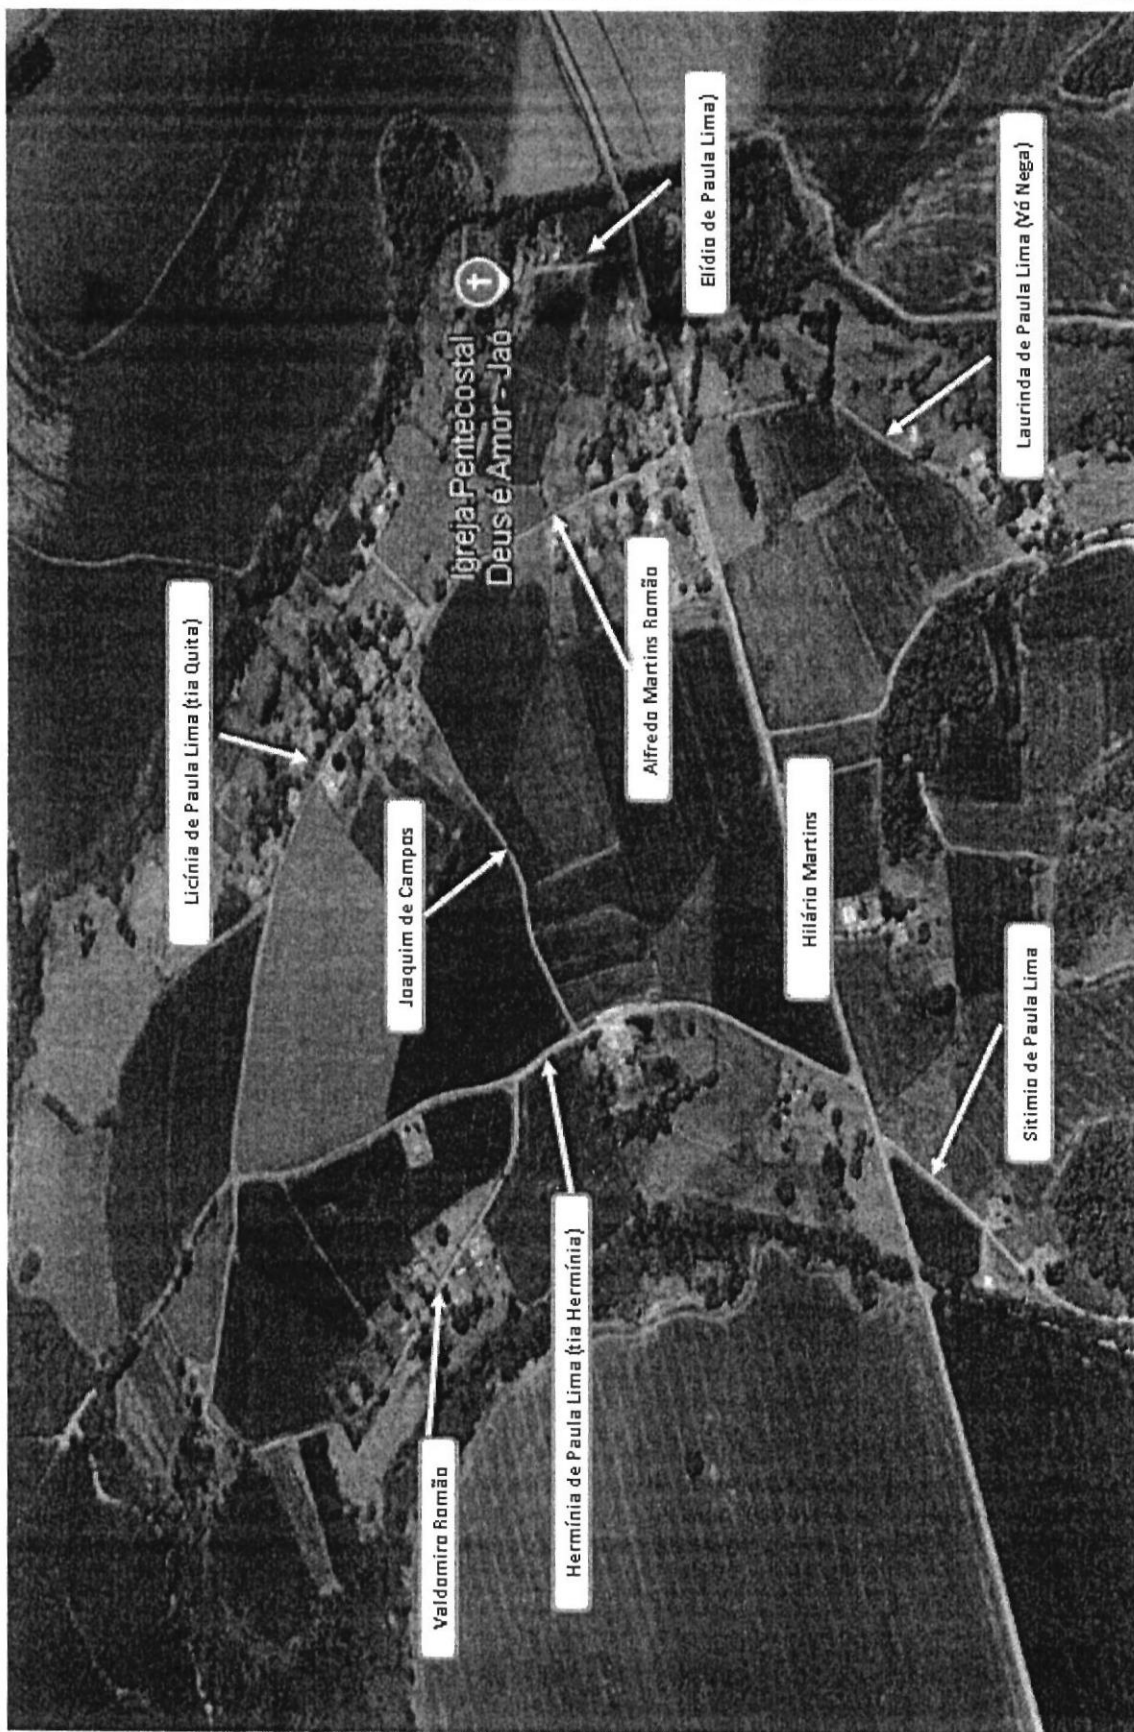 Licínia de Paula Lima (tia Quita)
Igreja Pentecostal
Deus é Amor - Jaó
Elídio de Paula Lima)
Joaquim de Campos
Alfredo Martins Romão
Valdomiro Romão
Hermínia de Paula Lima (tia Hermínia)
Hilário Martins
Laurinda de Paula Lima (Vó Nega)
Sitimio de Paula Lima